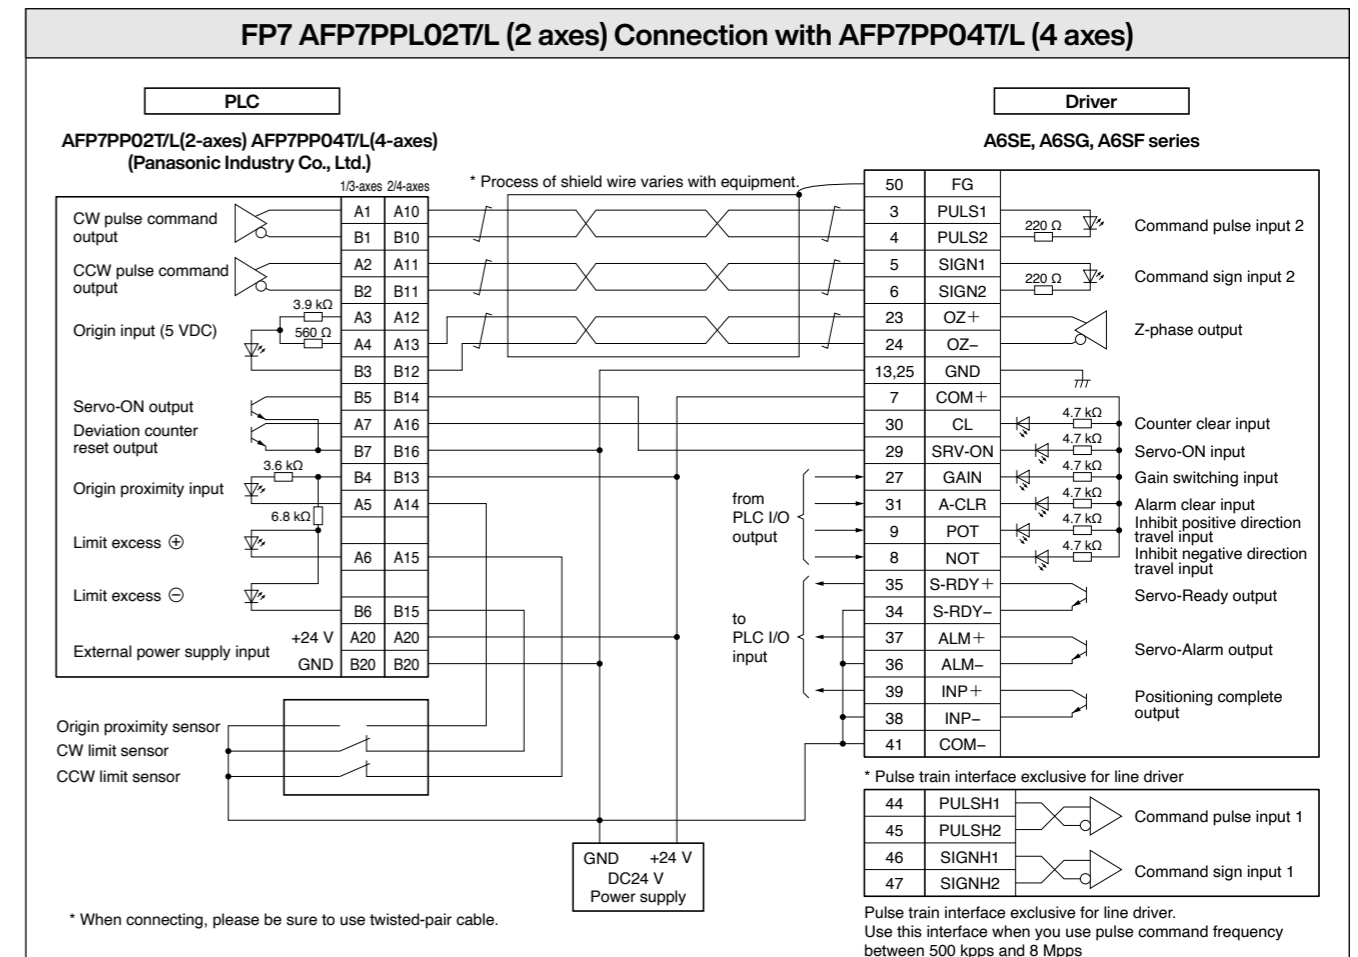 FP7 AFP7PPL02T/L (2 axes) Connection with AFP7PP04T/L (4 axes)
PLC
AFP7PP02T/L(2-axes) AFP7PP04T/L(4-axes)
(Panasonic Industry Co., Ltd.)
Driver
A6SE, A6SG, A6SF series
1/3-axes 2/4-axes
* Process of shield wire varies with equipment.
CW pulse command
output
A1 A10
B1 B10
CCW pulse command
output
A2 A11
B2 B11
Origin input (5 VDC)
3.9 kΩ
560 Ω
A3 A12
A4 A13
B3 B12
Servo-ON output
B5 B14
Deviation counter
reset output
A7 A16
B7 B16
Origin proximity input
3.6 kΩ
B4 B13
A5 A14
6.8 kΩ
Limit excess ⊕
A6 A15
Limit excess ⊖
B6 B15
External power supply input
+24 V A20 A20
GND B20 B20
Origin proximity sensor
CW limit sensor
CCW limit sensor
from
PLC I/O
output
to
PLC I/O
input
GND +24 V
DC24 V
Power supply
* When connecting, please be sure to use twisted-pair cable.
50 FG
3 PULS1
4 PULS2
220 Ω
Command pulse input 2
5 SIGN1
6 SIGN2
220 Ω
Command sign input 2
23 OZ+
24 OZ−
Z-phase output
13,25 GND
7 COM+
30 CL 4.7 kΩ Counter clear input
29 SRV-ON 4.7 kΩ Servo-ON input
27 GAIN 4.7 kΩ Gain switching input
31 A-CLR 4.7 kΩ Alarm clear input
9 POT 4.7 kΩ Inhibit positive direction
travel input
8 NOT 4.7 kΩ Inhibit negative direction
travel input
35 S-RDY+
34 S-RDY−
Servo-Ready output
37 ALM+
36 ALM−
Servo-Alarm output
39 INP+
38 INP−
Positioning complete
output
41 COM−
* Pulse train interface exclusive for line driver
44 PULSH1
45 PULSH2
Command pulse input 1
46 SIGNH1
47 SIGNH2
Command sign input 1
Pulse train interface exclusive for line driver.
Use this interface when you use pulse command frequency
between 500 kpps and 8 Mpps